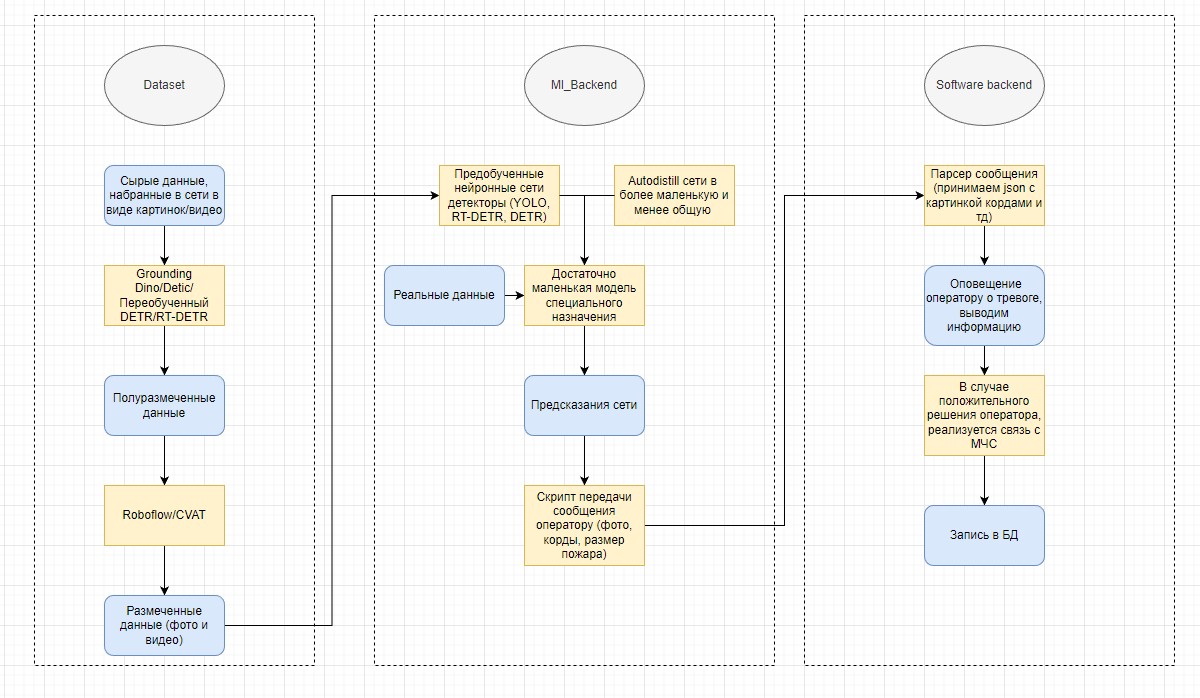 Dataset
Сырые данные,
набранные в сети в
виде картинок/видео
Grounding
Dino/Detic/
Переобученный
DETR/RT-DETR
Полуразмеченные
данные
Roboflow/CVAT
Размеченные
данные (фото и
видео)
MI_Backend
Предобученные
нейронные сети
детекторы (YOLO,
RT-DETR, DETR)
Autodistill сети в
более маленькую и
менее общую
Реальные данные
Достаточно
маленькая модель
специального
назначения
Предсказания сети
Скрипт передачи
сообщения
оператору (фото,
корды, размер
пожара)
Software backend
Парсер сообщения
(принимаем json с
картинкой кордами и
тд)
Оповещение
оператору о тревоге,
выводим
информацию
В случае
положительного
решения оператора,
реализуется связь с
МЧС
Запись в БД